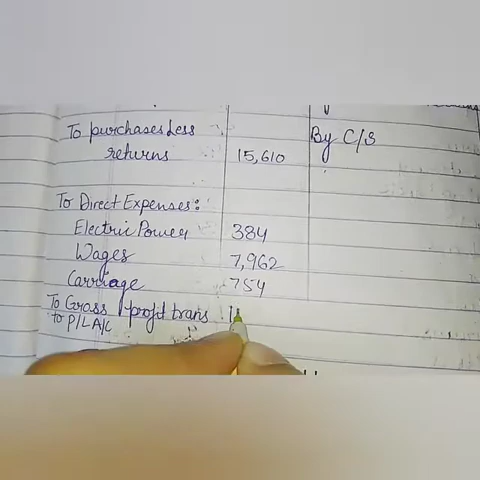 To purchases Less
returns 15,610
By C/S
To Direct Expenses:
Electric Power 384
Wages 7,962
Carriage 754
To Gross profit trans
to P/L A/C